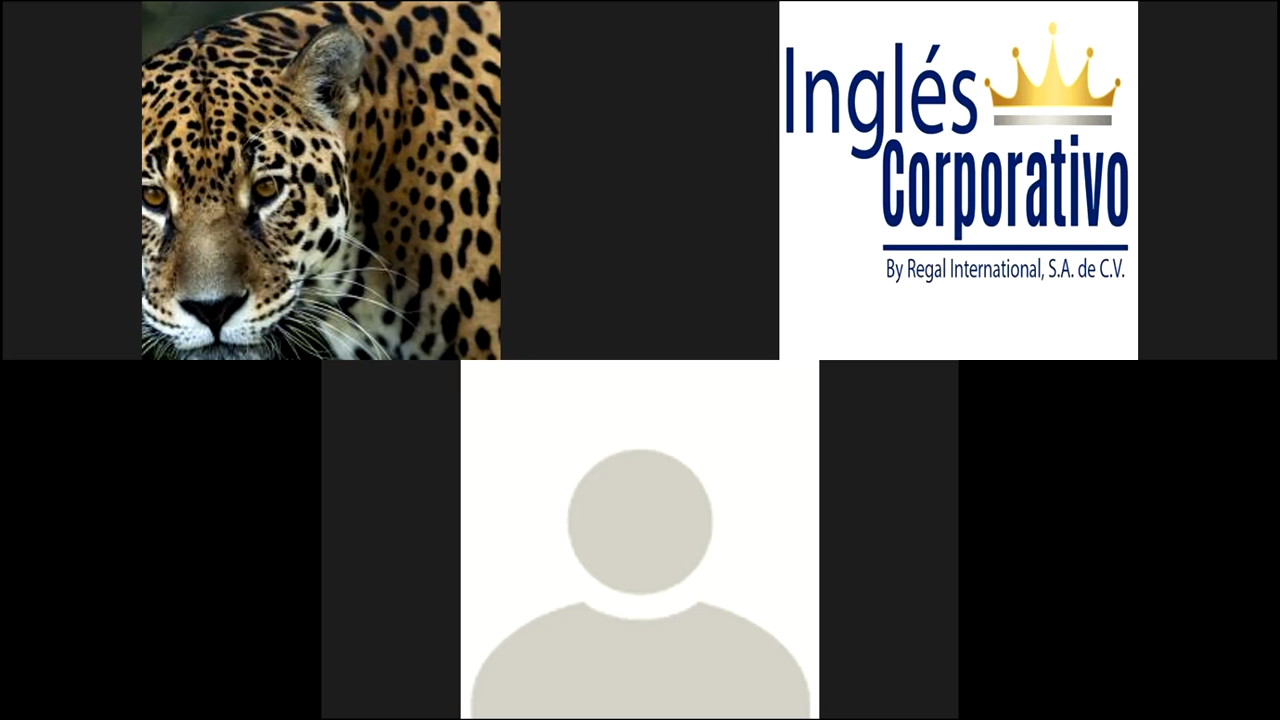 Inglés
Corporativo
By Regal International, S.A. de C.V.